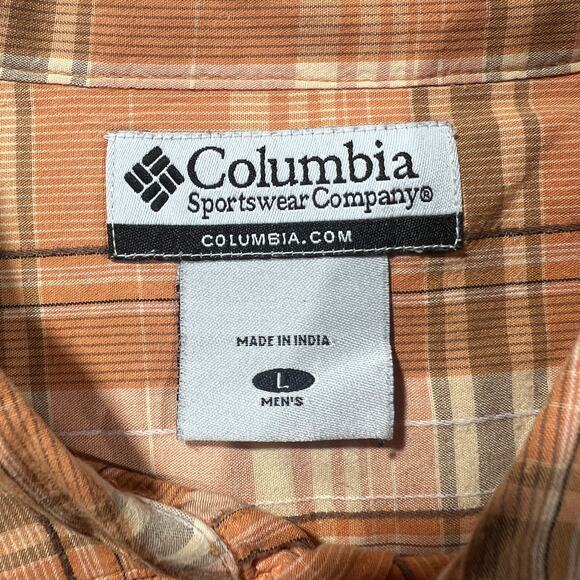 Columbia
Sportswear Company®
COLUMBIA.COM
MADE IN INDIA
L
MEN'S